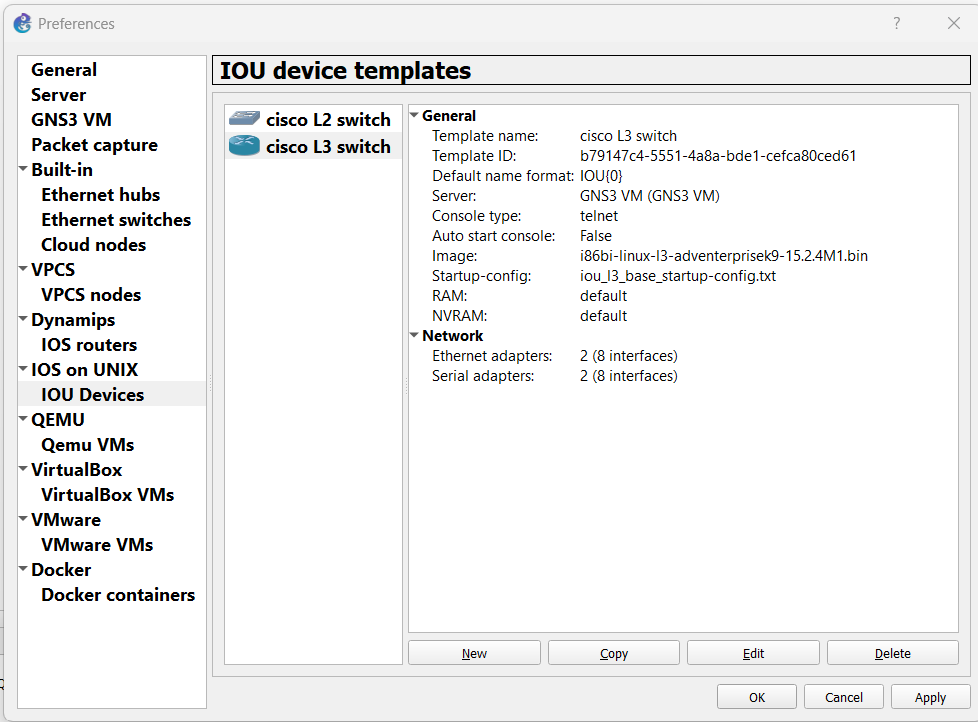 Preferences
?
General
Server
GNS3 VM
Packet capture
Built-in
Ethernet hubs
Ethernet switches
Cloud nodes
VPCS
VPCS nodes
Dynamips
IOS routers
IOS on UNIX
IOU Devices
QEMU
Qemu VMs
VirtualBox
VirtualBox VMs
VMware
VMware VMs
Docker
Docker containers
IOU device templates
cisco L2 switch
cisco L3 switch
General
Template name: cisco L3 switch
Template ID: b79147c4-5551-4a8a-bde1-cefca80ced61
Default name format: IOU{0}
Server: GNS3 VM (GNS3 VM)
Console type: telnet
Auto start console: False
Image: i86bi-linux-l3-adventerprisek9-15.2.4M1.bin
Startup-config: iou_l3_base_startup-config.txt
RAM: default
NVRAM: default
Network
Ethernet adapters: 2 (8 interfaces)
Serial adapters: 2 (8 interfaces)
New Copy Edit Delete
OK Cancel Apply